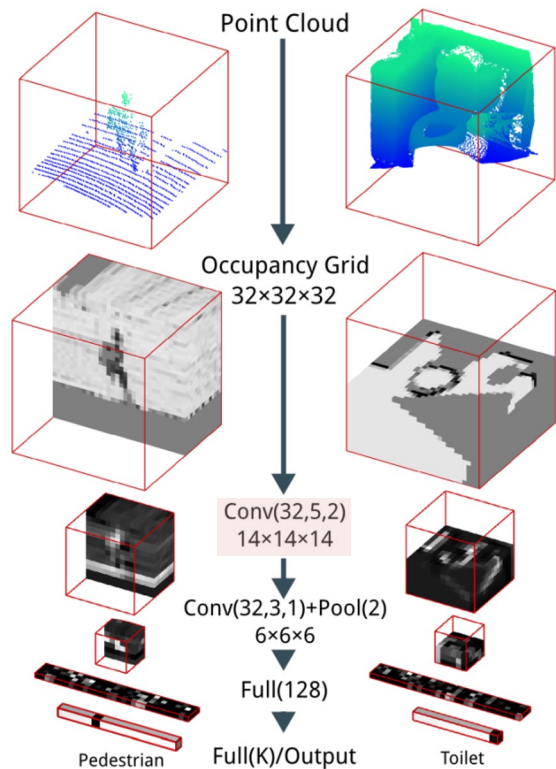 Point Cloud
Occupancy Grid
32×32×32
Conv(32,5,2)
14×14×14
Conv(32,3,1)+Pool(2)
6×6×6
Full(128)
Full(K)/Output
Pedestrian
Toilet